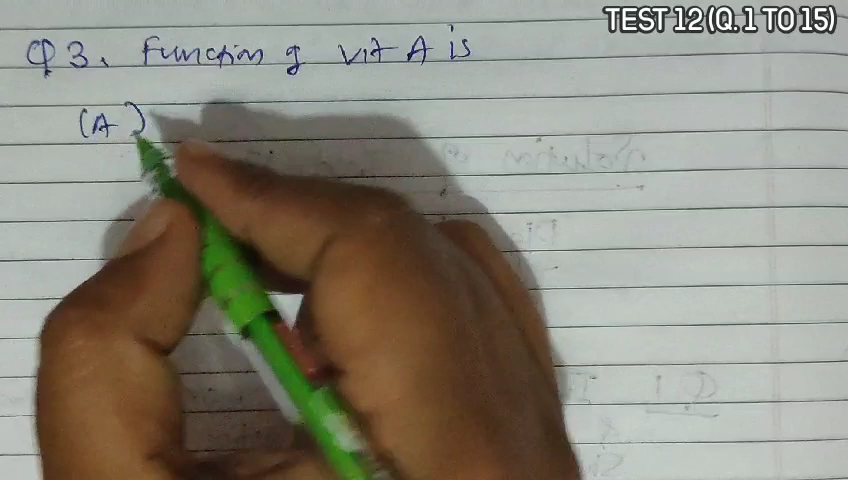 TEST 12 (Q. 1 TO 15)
Q 3. Function of vit A is
(A)